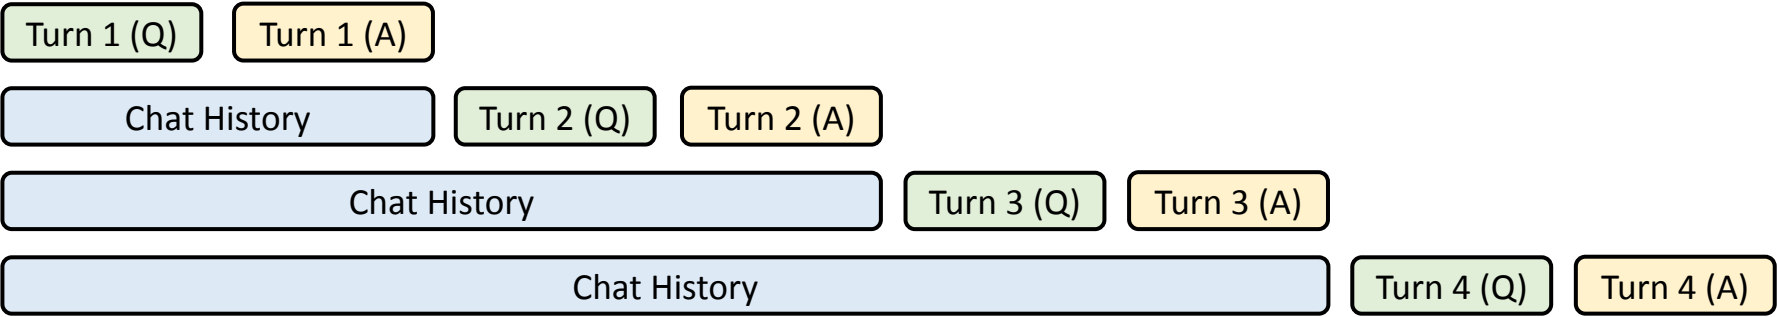 Turn 1 (Q) Turn 1 (A)
Chat History Turn 2 (Q) Turn 2 (A)
Chat History Turn 3 (Q) Turn 3 (A)
Chat History Turn 4 (Q) Turn 4 (A)